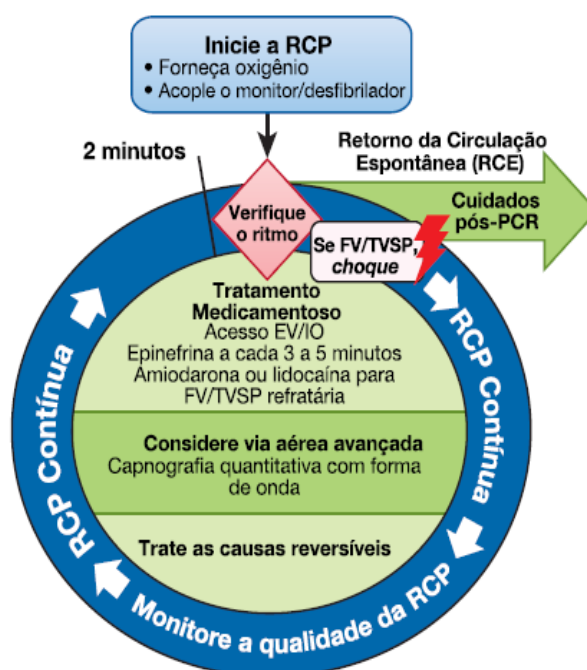 Inicie a RCP
• Forneça oxigênio
• Acople o monitor/desfibrilador
2 minutos
Retorno da Circulação
Espontânea (RCE)
Cuidados
pós-PCR
Verifique
o ritmo
Se FV/TVSP,
choque
Tratamento
Medicamentoso
Acesso EV/IO
Epinefrina a cada 3 a 5 minutos
Amiodarona ou lidocaína para
FV/TVSP refratária
Considere via aérea avançada
Capnografia quantitativa com forma
de onda
Trate as causas reversíveis
RCP Contínua
Monitore a qualidade da RCP
RCP Contínua